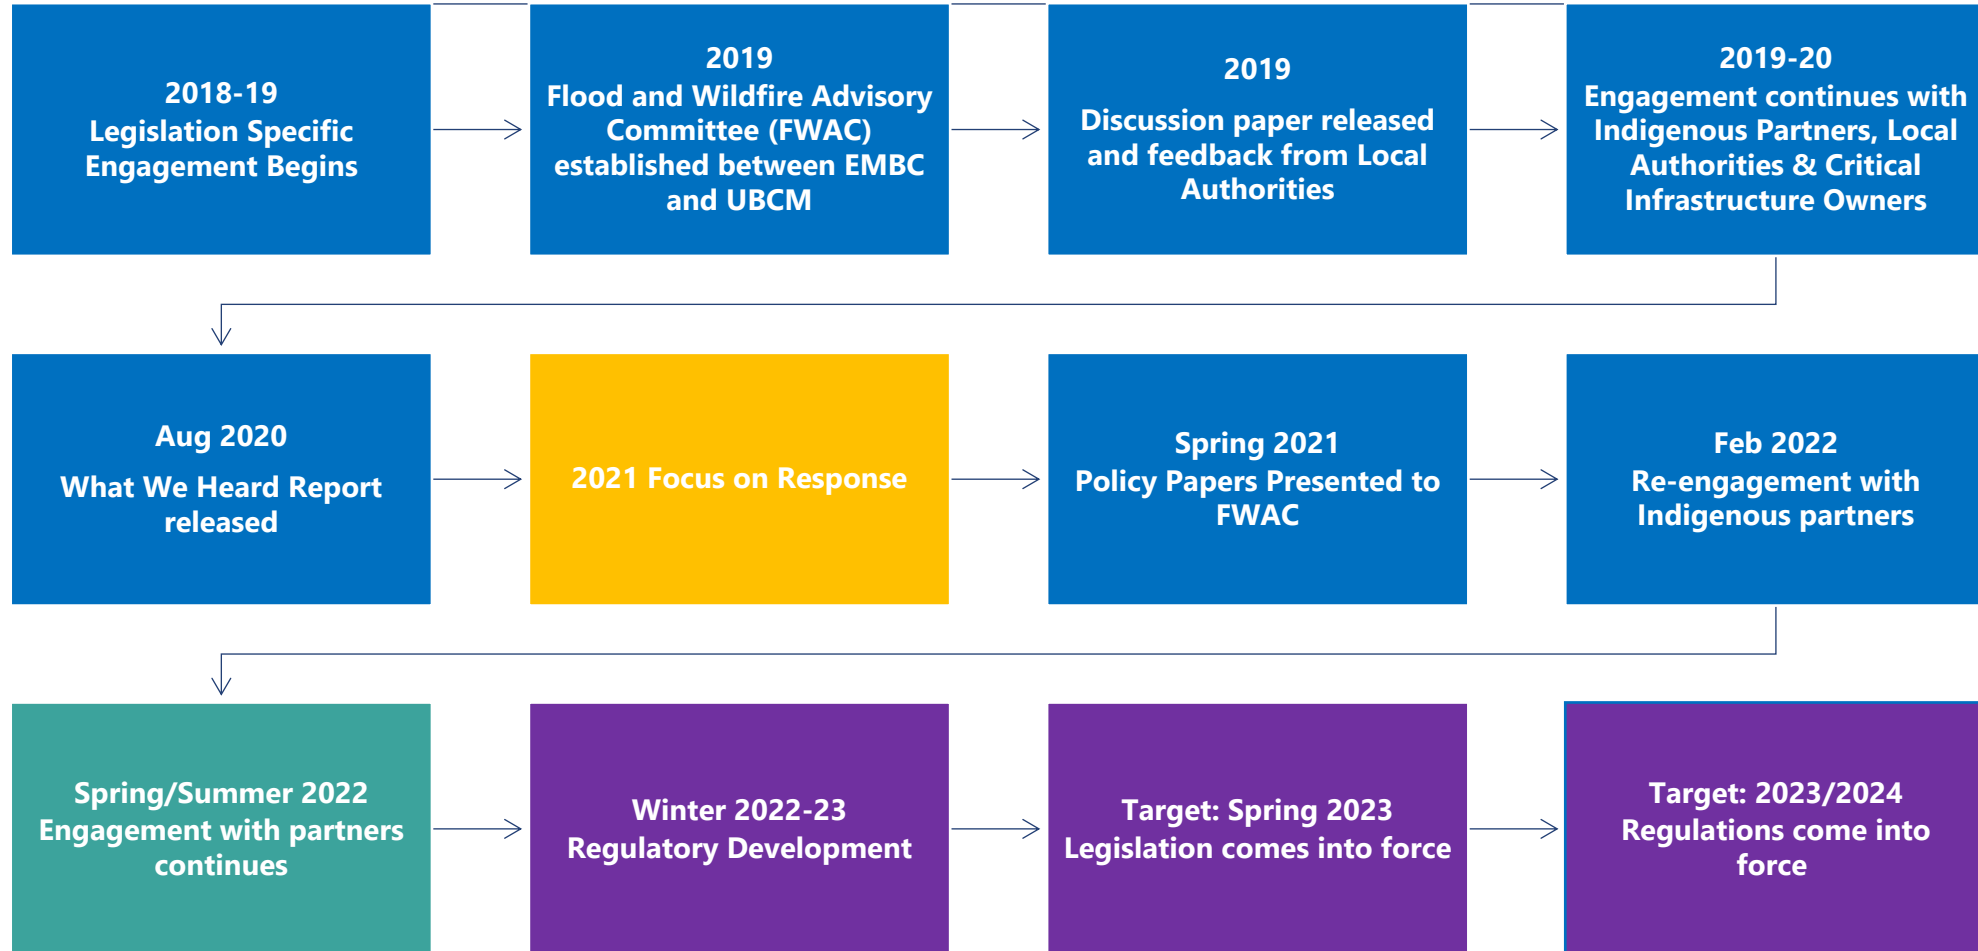 2018-19
Legislation Specific
Engagement Begins
2019
Flood and Wildfire Advisory
Committee (FWAC)
established between EMBC
and UBCM
2019
Discussion paper released
and feedback from Local
Authorities
2019-20
Engagement continues with
Indigenous Partners, Local
Authorities & Critical
Infrastructure Owners
Aug 2020
What We Heard Report
released
2021 Focus on Response
Spring 2021
Policy Papers Presented to
FWAC
Feb 2022
Re-engagement with
Indigenous partners
Spring/Summer 2022
Engagement with partners
continues
Winter 2022-23
Regulatory Development
Target: Spring 2023
Legislation comes into force
Target: 2023/2024
Regulations come into
force